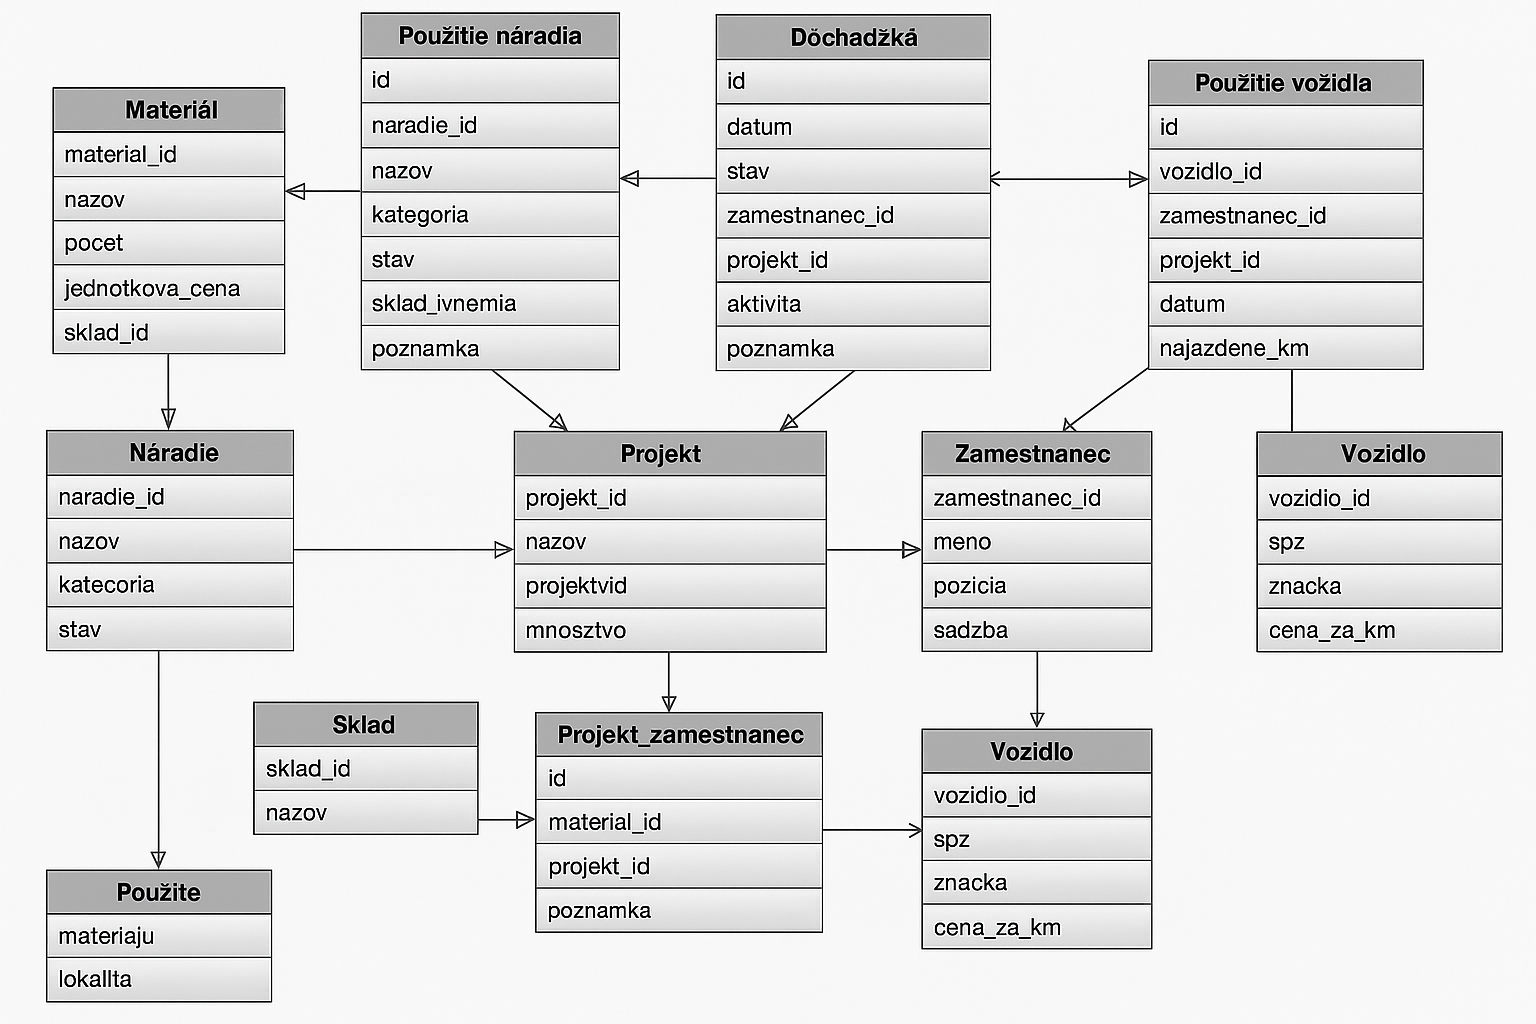 Použitie náradia
id
naradie_id
nazov
kategoria
stav
sklad_ivnemia
poznamka
Dŏchadžká
id
datum
stav
zamestnanec_id
projekt_id
aktivita
poznamka
Použitie vožidla
id
vozidlo_id
zamestnanec_id
projekt_id
datum
najazdene_km
Materiál
material_id
nazov
pocet
jednotkova_cena
sklad_id
Náradie
naradie_id
nazov
katecoria
stav
Projekt
projekt_id
nazov
projektvid
mnosztvo
Zamestnanec
zamestnanec_id
meno
pozicia
sadzba
Vozidlo
vozidio_id
spz
znacka
cena_za_km
Sklad
sklad_id
nazov
Projekt_zamestnanec
id
material_id
projekt_id
poznamka
Vozidlo
vozidio_id
spz
znacka
cena_za_km
Použite
materiaju
lokallta